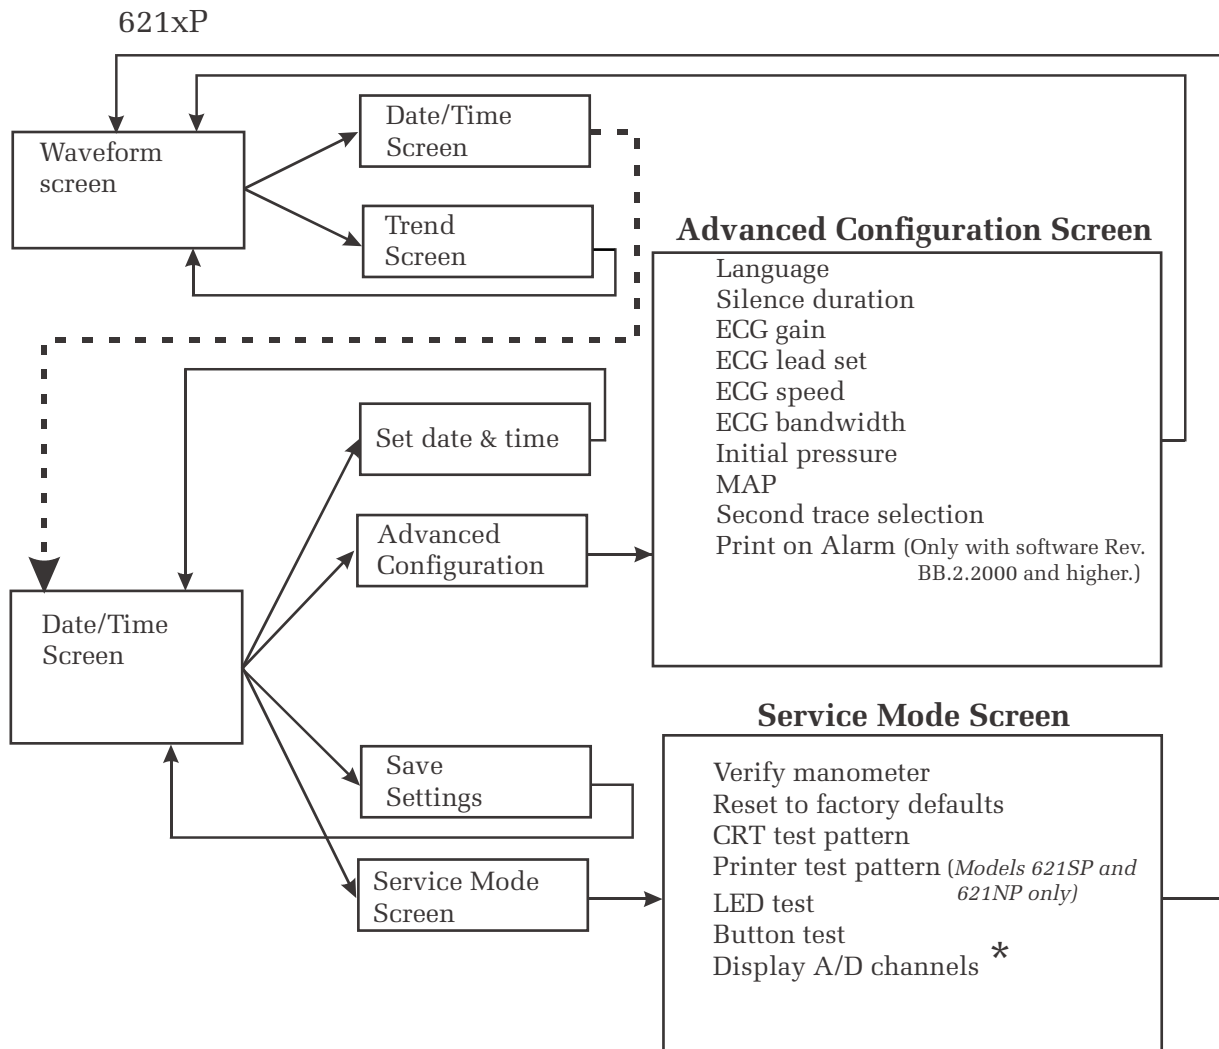 621xP
Waveform
screen
Date/Time
Screen
Trend
Screen
Advanced Configuration Screen
Language
Silence duration
ECG gain
ECG lead set
ECG speed
ECG bandwidth
Initial pressure
MAP
Second trace selection
Print on Alarm (Only with software Rev.
BB.2.2000 and higher.)
Set date & time
Advanced
Configuration
Date/Time
Screen
Save
Settings
Service Mode
Screen
Service Mode Screen
Verify manometer
Reset to factory defaults
CRT test pattern
Printer test pattern (Models 621SP and
621NP only)
LED test
Button test
Display A/D channels *